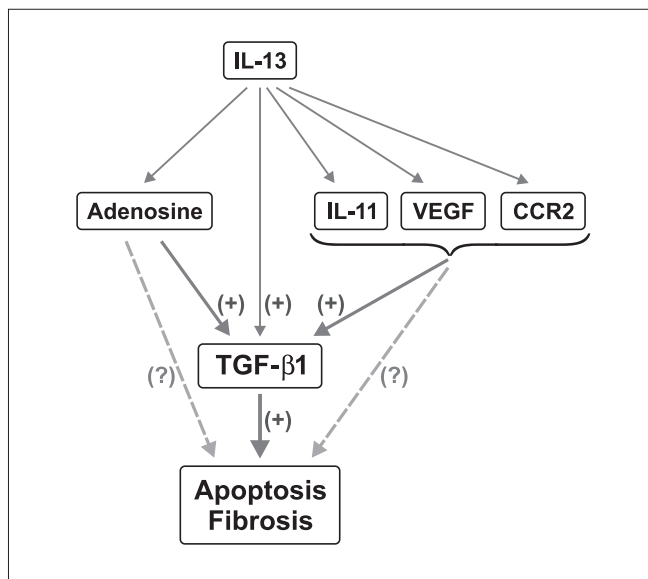 IL-13
Adenosine
IL-11
VEGF
CCR2
(+)
(+)
(+)
TGF-β1
(?)
(?)
(+)
Apoptosis
Fibrosis